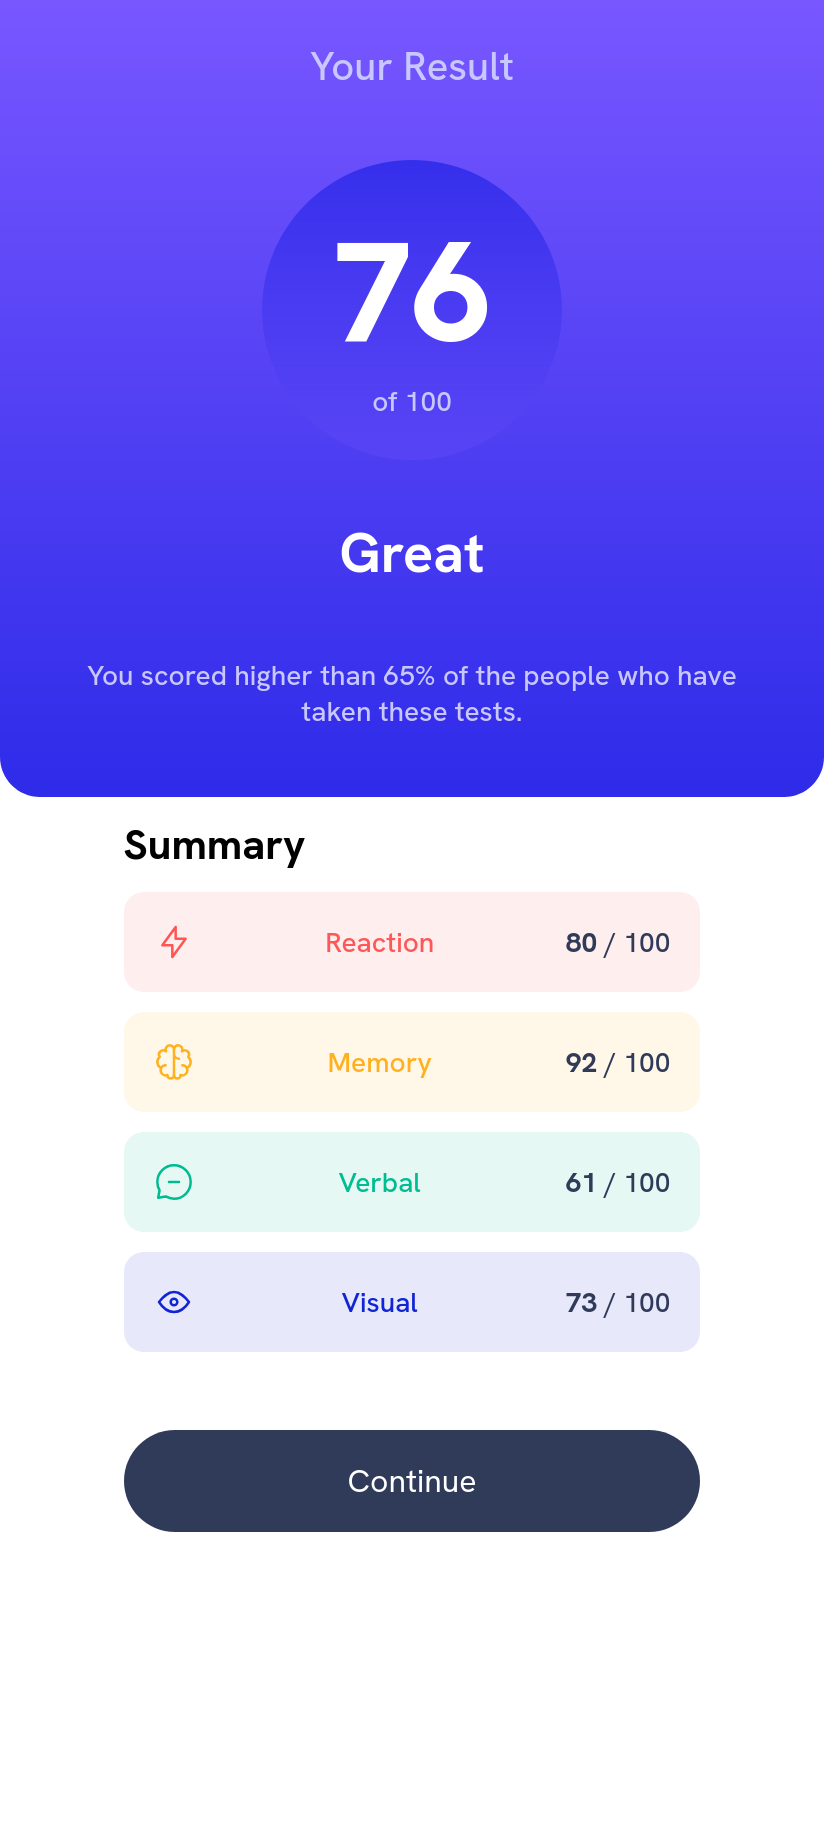 Your Result
76
of 100
Great
You scored higher than 65% of the people who have
taken these tests.
Summary
Reaction 80 / 100
Memory 92 / 100
Verbal 61 / 100
Visual 73 / 100
Continue